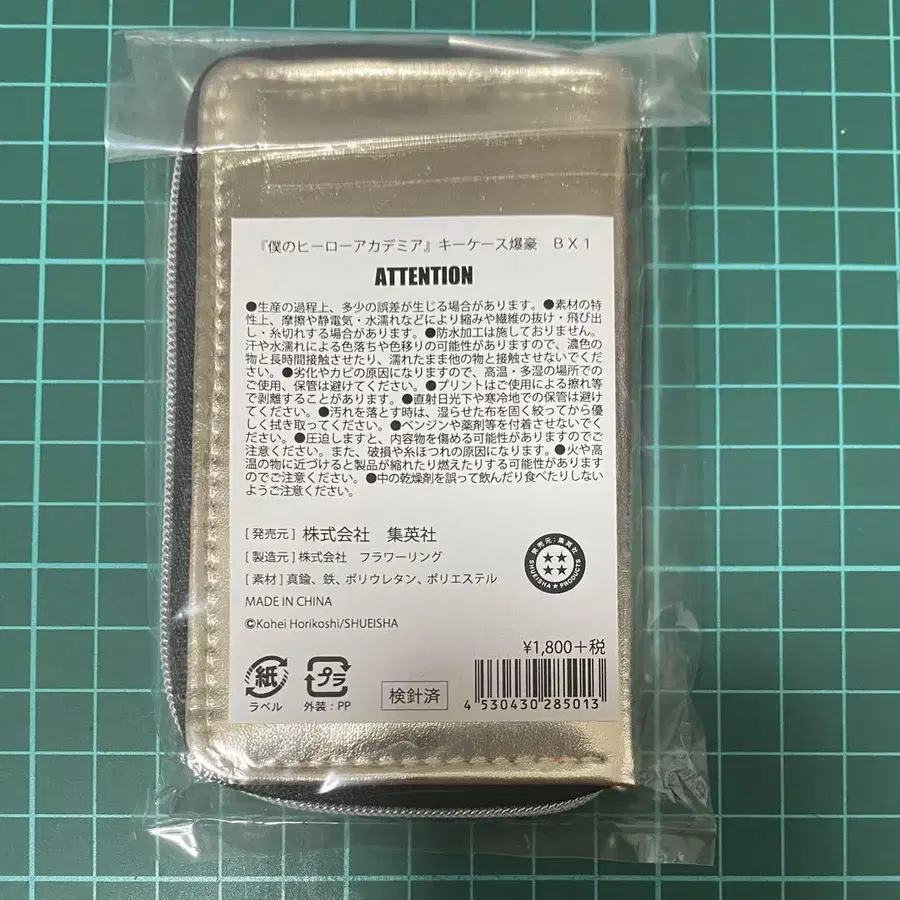 『僕のヒーローアカデミア』キーケース爆豪 ＢＸ１
ATTENTION
●生産の過程上、多少の誤差が生じる場合があります。●素材の特
性上、摩擦や静電気・水濡れなどにより縮みや繊維の抜け・飛び出
し・糸切れする場合があります。●防水加工は施しておりません。
汗や水濡れによる色落ちや色移りの可能性がありますので、濃色の
物と長時間接触させたり、濡れたまま他の物と接触させないでくだ
さい。●劣化やカビの原因になりますので、高温・多湿の場所での
ご使用、保管は避けてください。●プリントはご使用による擦れ等
で剥離することがあります。●直射日光下や寒冷地での保管は避け
てください。●汚れを落とす時は、湿らせた布を固く絞ってから優
しく拭き取ってください。●ベンジンや薬剤等を付着させないでく
ださい。●圧迫しますと、内容物を傷める可能性がありますのでご
注意ください。また、破損や糸ほつれの原因になります。●火や高
温の物に近づけると製品が縮れたり燃えたりする可能性があります
のでご注意ください。●中の乾燥剤を誤って飲んだり食べたりしない
ようご注意ください。
［発売元］株式会社 集英社
［製造元］株式会社 フラワーリング
［素材］真鍮、鉄、ポリウレタン、ポリエステル
MADE IN CHINA
©Kohei Horikoshi/SHUEISHA
発売元:集英社
SHUEISHA★PRODUCTS
¥1,800+税
紙
ラベル
プラ
外装：PP
検針済
4 530430 285013